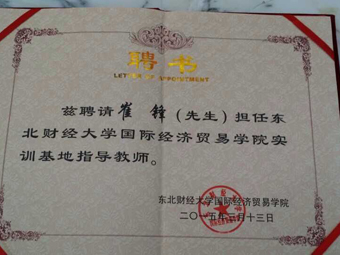 聘书
LETTER OF APPOINTMENT
兹聘请崔锋(先生)担任东
北财经大学国际经济贸易学院实
训基地指导教师。
东北财经大学国际经济贸易学院
二〇一五年三月十三日